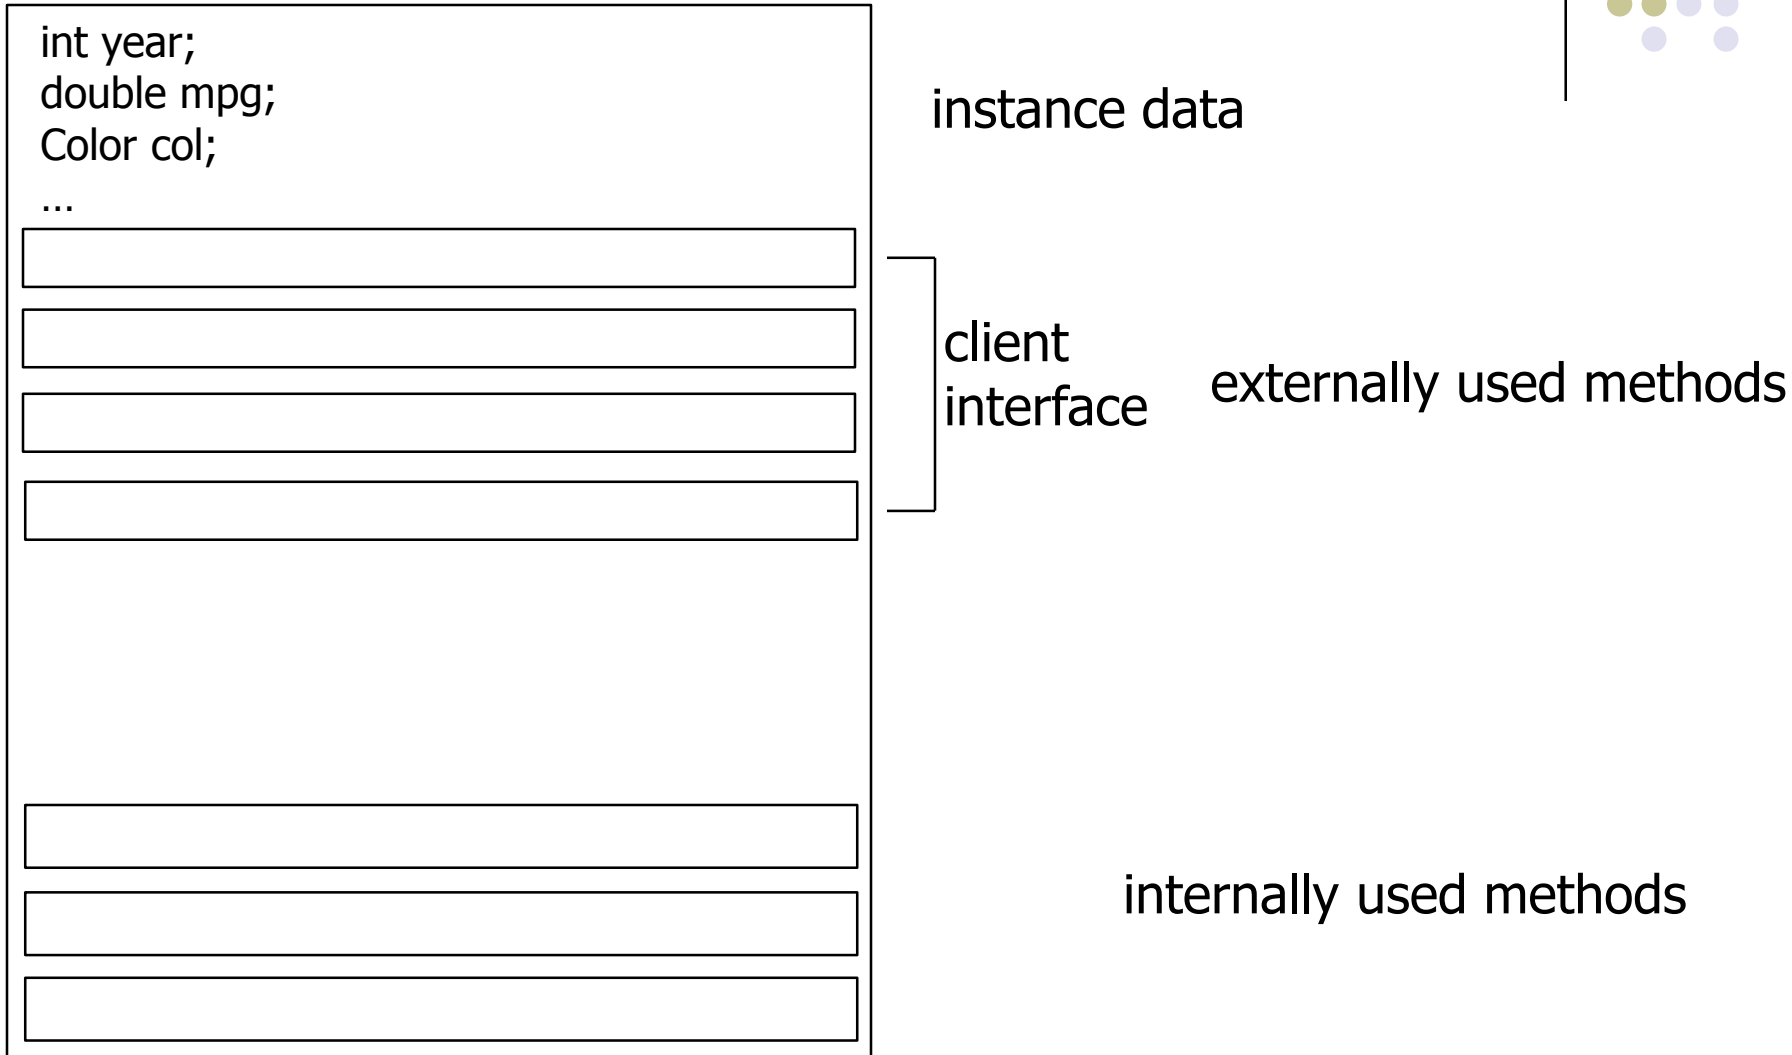 int year;
double mpg;
Color col;
…
instance data
client
interface
externally used methods
internally used methods